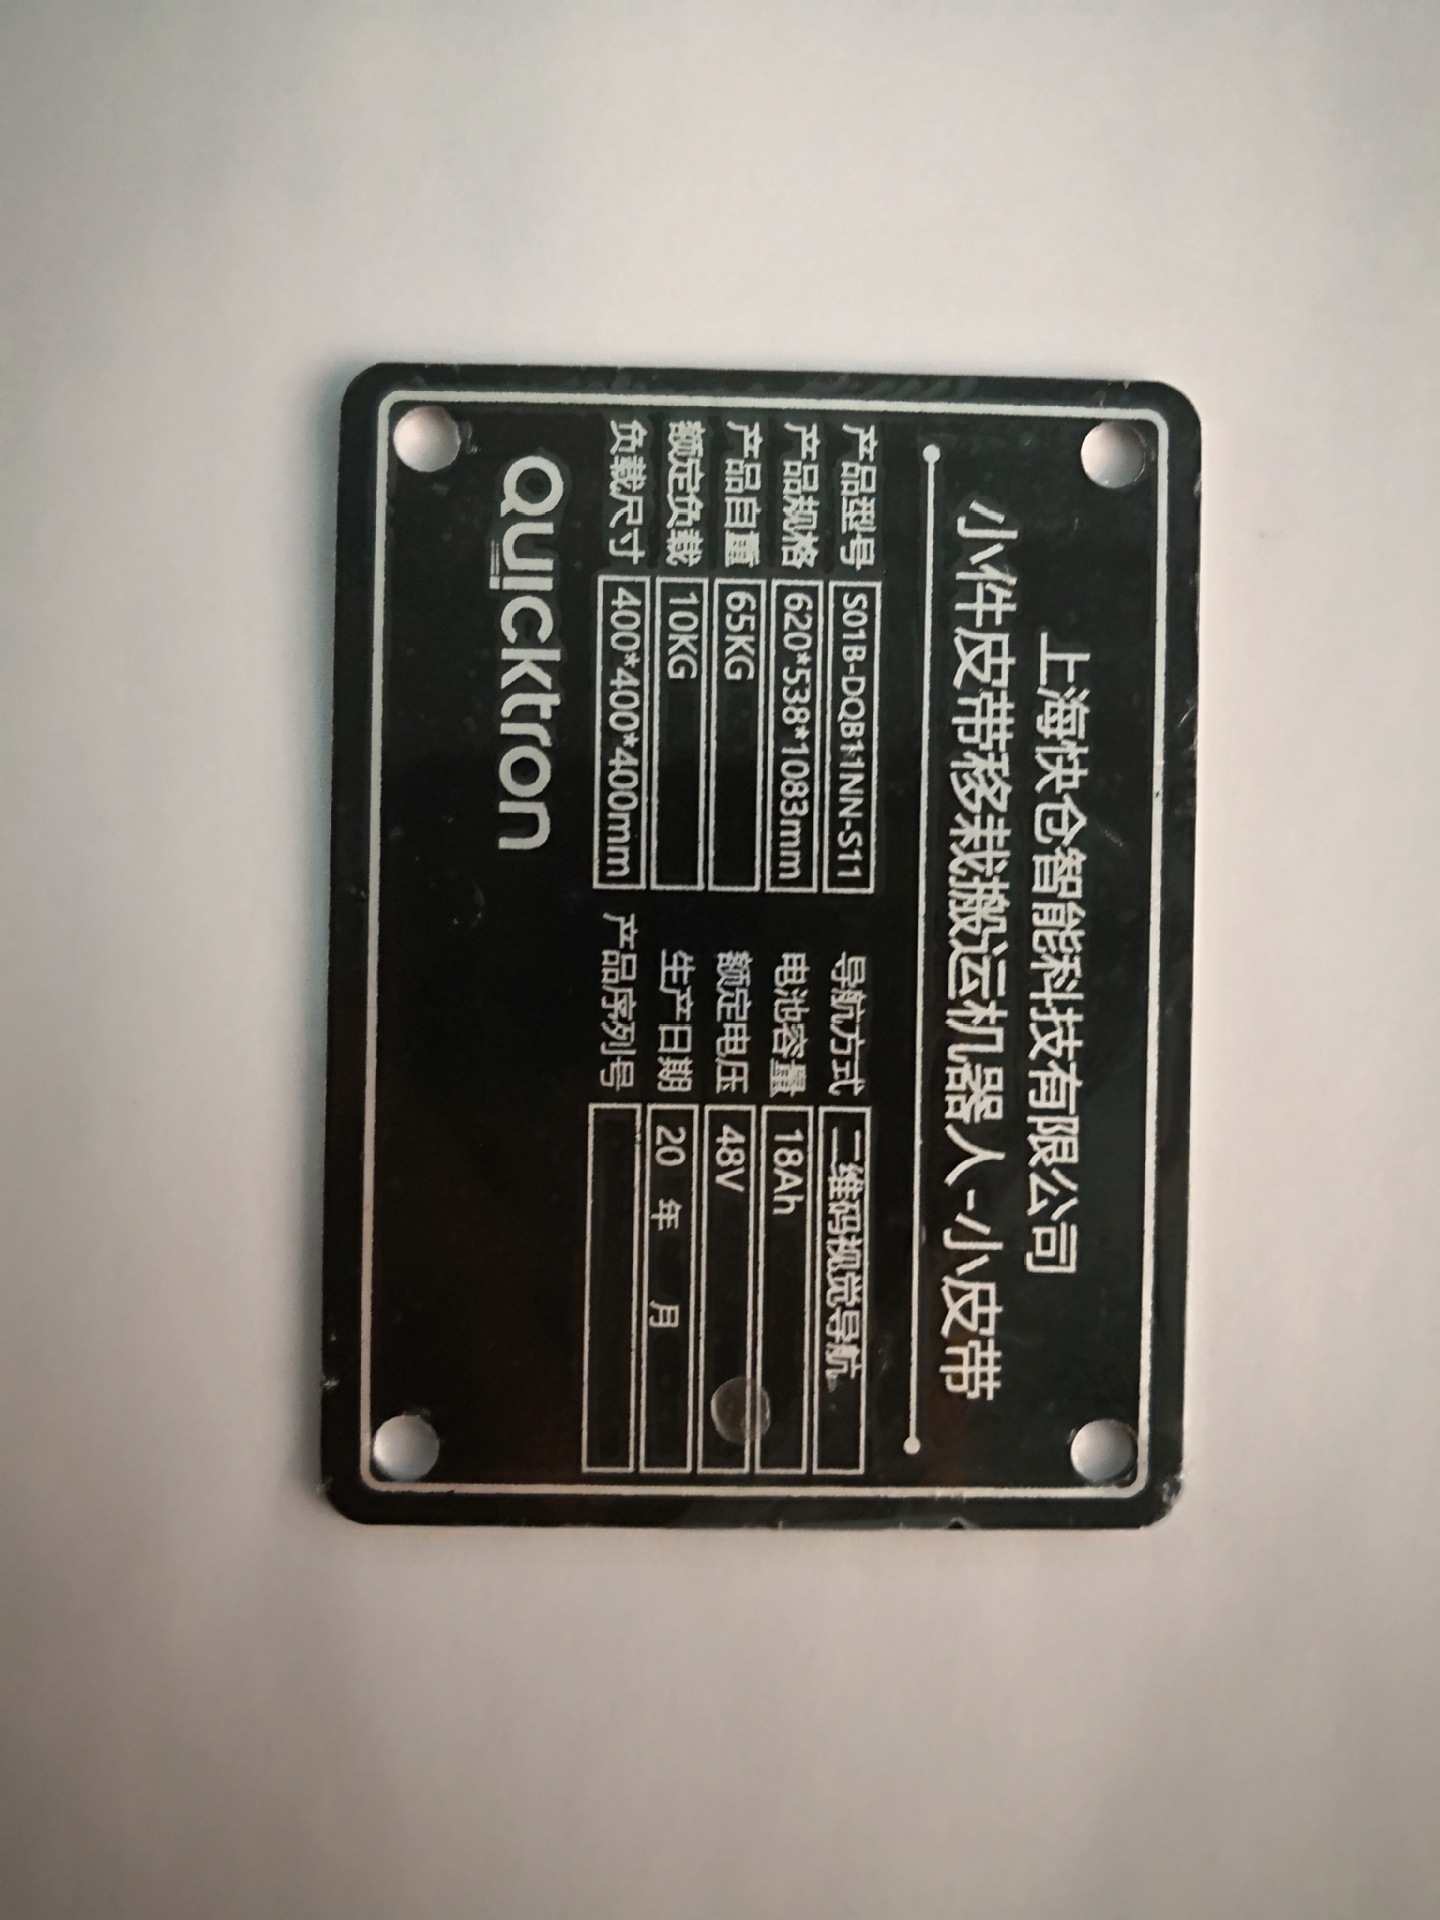 上海快仓智能科技有限公司
小件皮带移栽搬运机器人-小皮带
产品型号 S01B-DQB11NN-S11 导航方式 二维码视觉导航
产品规格 620*538*1083mm 电池容量 18Ah
产品自重 65KG 额定电压 48V
额定负载 10KG 生产日期 20 年 月
负载尺寸 400*400*400mm 产品序列号
Quicktron